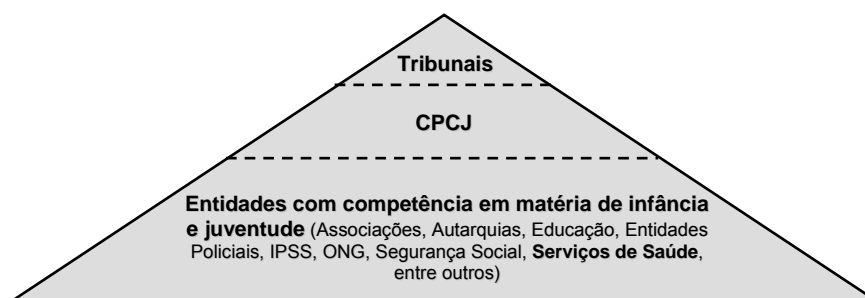 Tribunais
CPCJ
Entidades com competência em matéria de infância
e juventude (Associações, Autarquias, Educação, Entidades
Policiais, IPSS, ONG, Segurança Social, Serviços de Saúde,
entre outros)